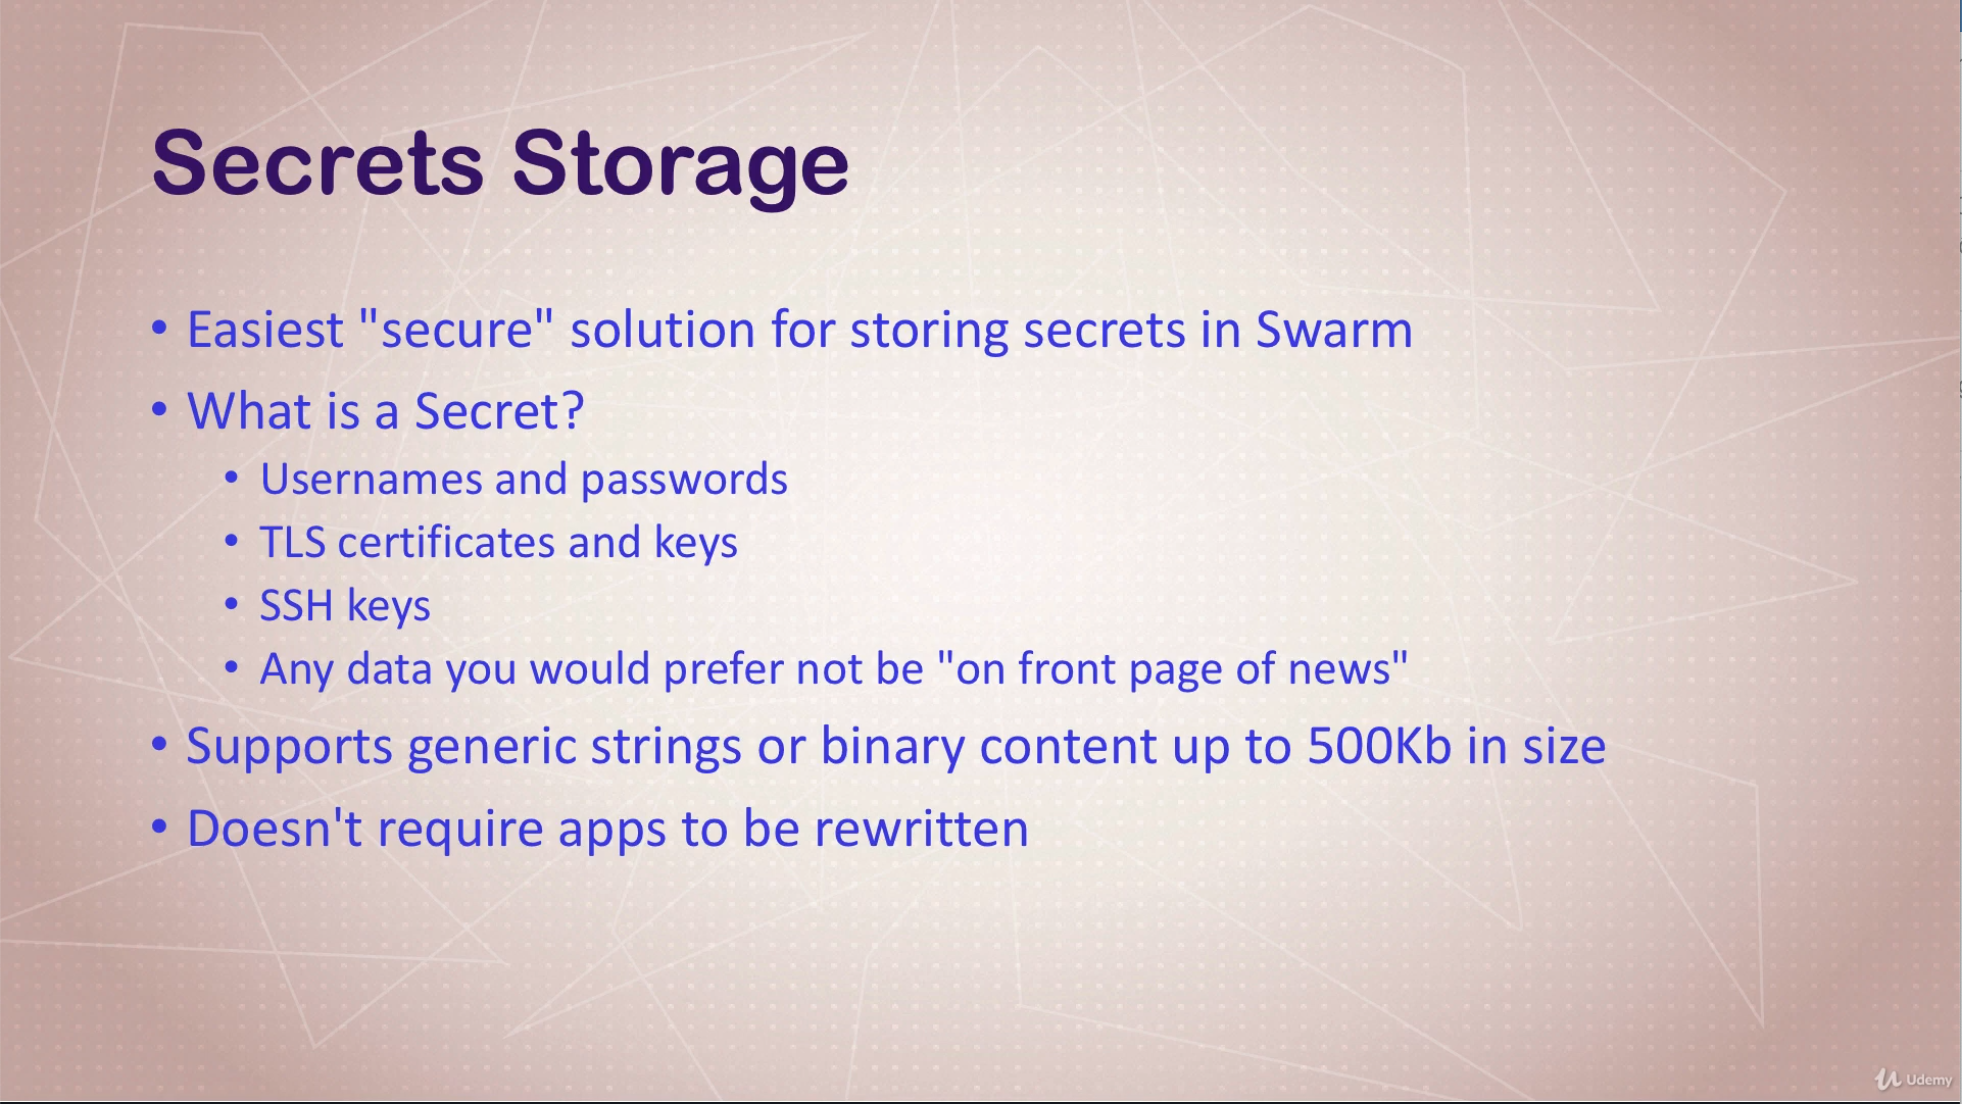 Secrets Storage
• Easiest "secure" solution for storing secrets in Swarm
• What is a Secret?
• Usernames and passwords
• TLS certificates and keys
• SSH keys
• Any data you would prefer not be "on front page of news"
• Supports generic strings or binary content up to 500Kb in size
• Doesn't require apps to be rewritten
Udemy